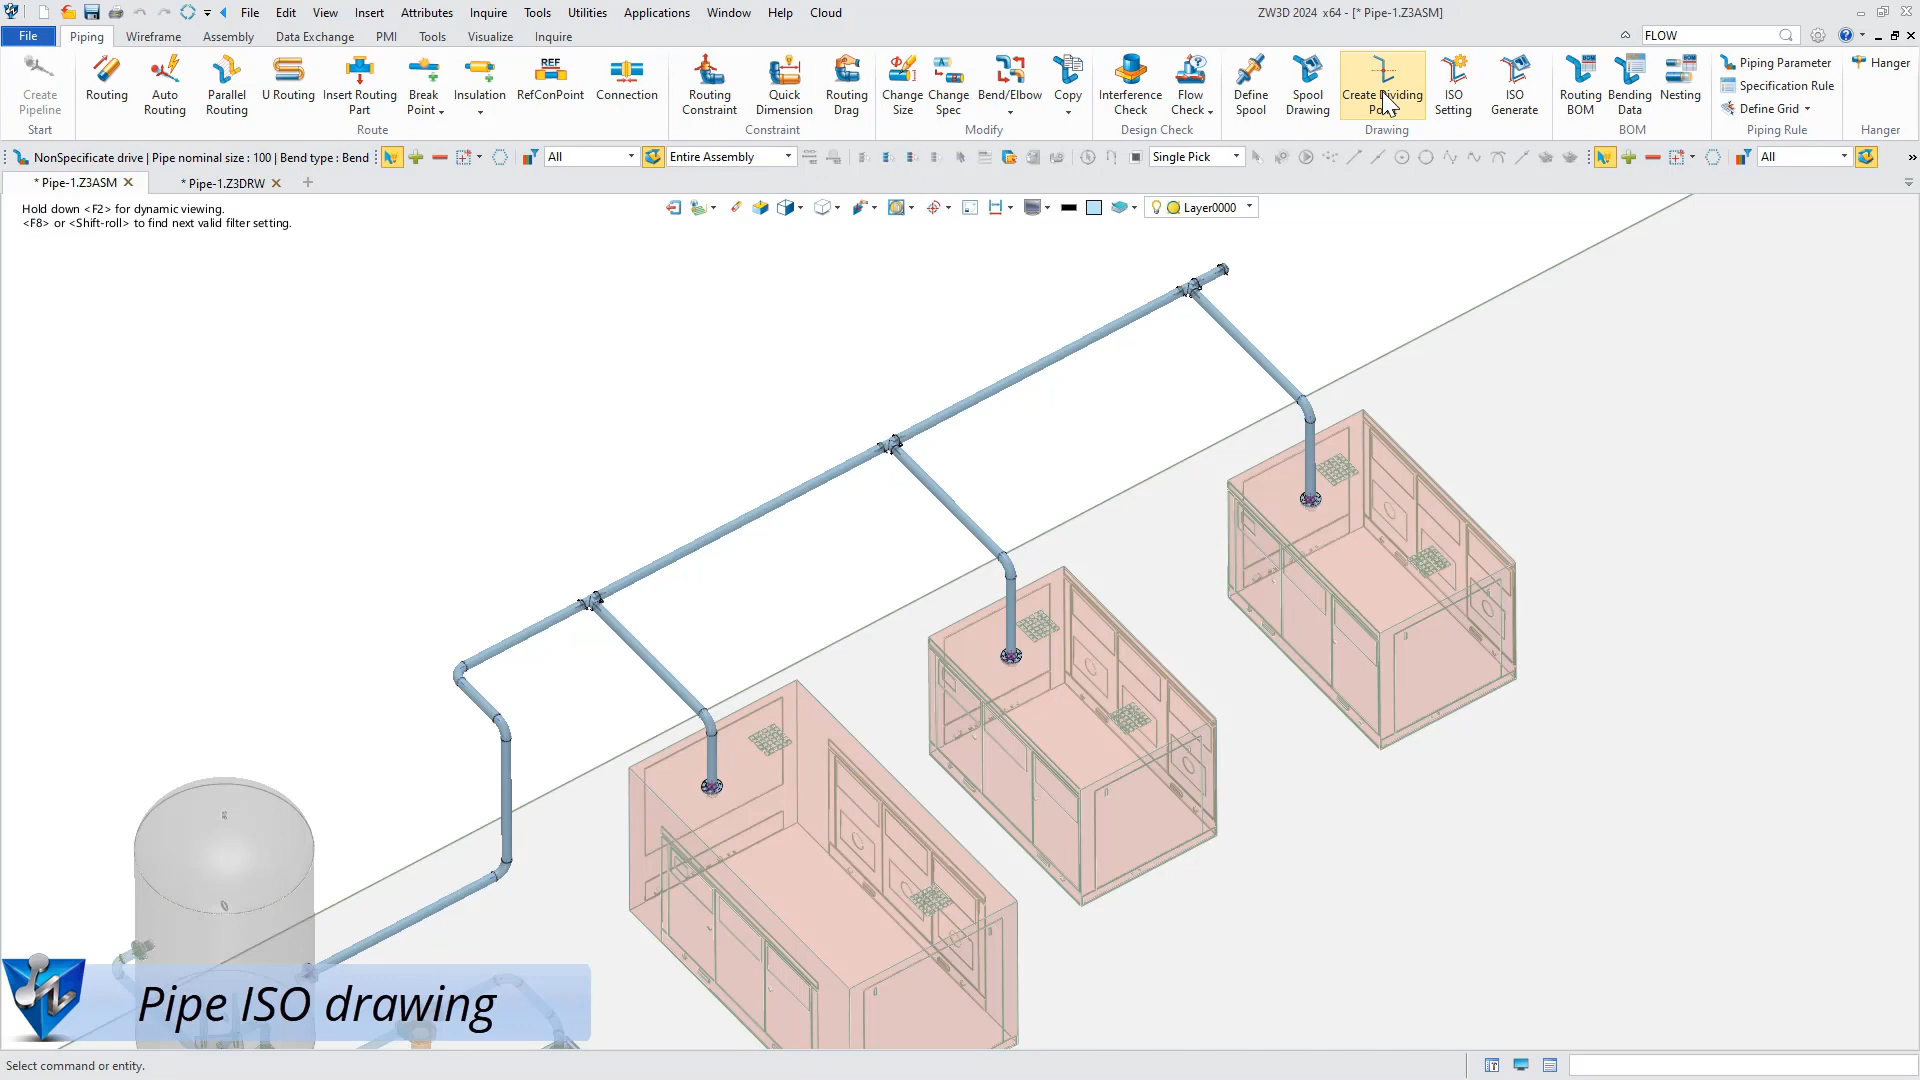 File Edit View Insert Attributes Inquire Tools Utilities Applications Window Help Cloud ZW3D 2024 x64 - [* Pipe-1.Z3ASM]
File Piping Wireframe Assembly Data Exchange PMI Tools Visualize Inquire FLOW
Create Pipeline
Routing
Auto Routing
Parallel Routing
U Routing
Insert Routing Part
Break Point
Insulation
REF
RefConPoint
Connection
Routing Constraint
Quick Dimension
Routing Drag
Change Size
Change Spec
Bend/Elbow
Copy
Interference Check
Flow Check
Define Spool
Spool Drawing
Create Dividing
ISO Setting
ISO Generate
BOM
Routing BOM
Bending Data
Nesting
Piping Parameter
Specification Rule
Define Grid
Hanger
Start Route Constraint Modify Design Check Drawing BOM Piping Rule Hanger
NonSpecificate drive | Pipe nominal size : 100 | Bend type : Bend All Entire Assembly Single Pick All
* Pipe-1.Z3ASM * Pipe-1.Z3DRW
Hold down <F2> for dynamic viewing.
<F8> or <Shift-roll> to find next valid filter setting.
Layer0000
Pipe ISO drawing
Select command or entity.